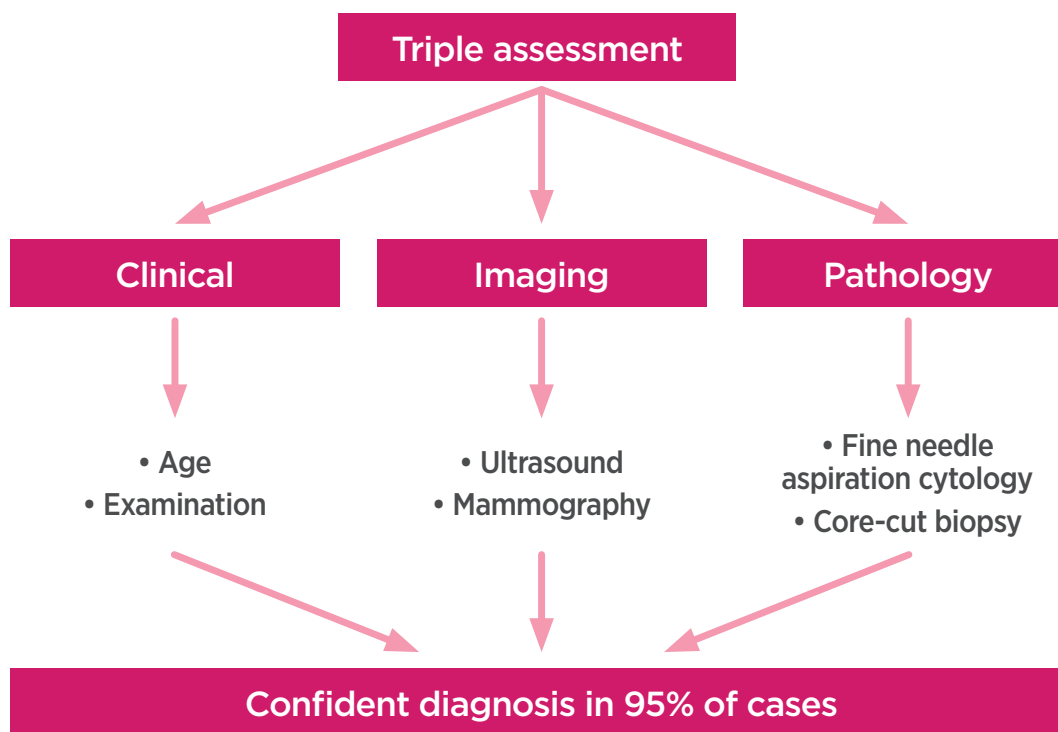 Triple assessment
Clinical
Imaging
Pathology
• Age
• Examination
• Ultrasound
• Mammography
• Fine needle
aspiration cytology
• Core-cut biopsy
Confident diagnosis in 95% of cases